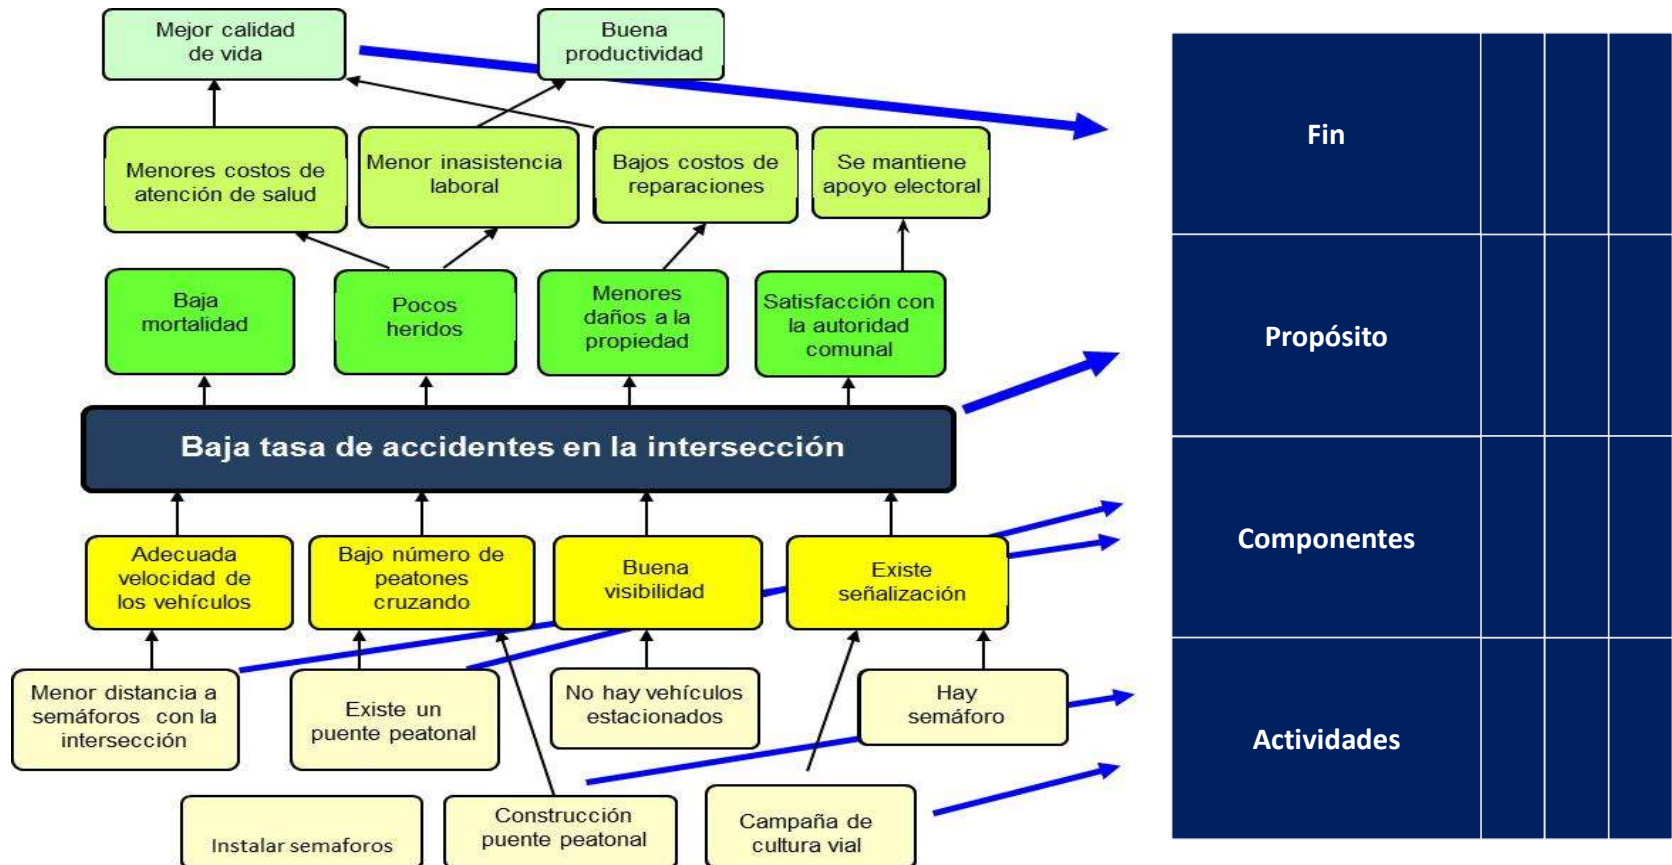 Mejor calidad
de vida
Buena
productividad
Menores costos de
atención de salud
Menor inasistencia
laboral
Bajos costos de
reparaciones
Se mantiene
apoyo electoral
Baja
mortalidad
Pocos
heridos
Menores
daños a la
propiedad
Satisfacción con
la autoridad
comunal
Baja tasa de accidentes en la intersección
Adecuada
velocidad de
los vehículos
Bajo número de
peatones
cruzando
Buena
visibilidad
Existe
señalización
Menor distancia a
semáforos con la
intersección
Existe un
puente peatonal
No hay vehículos
estacionados
Hay
semáforo
Instalar semaforos
Construcción
puente peatonal
Campaña de
cultura vial
Fin
Propósito
Componentes
Actividades